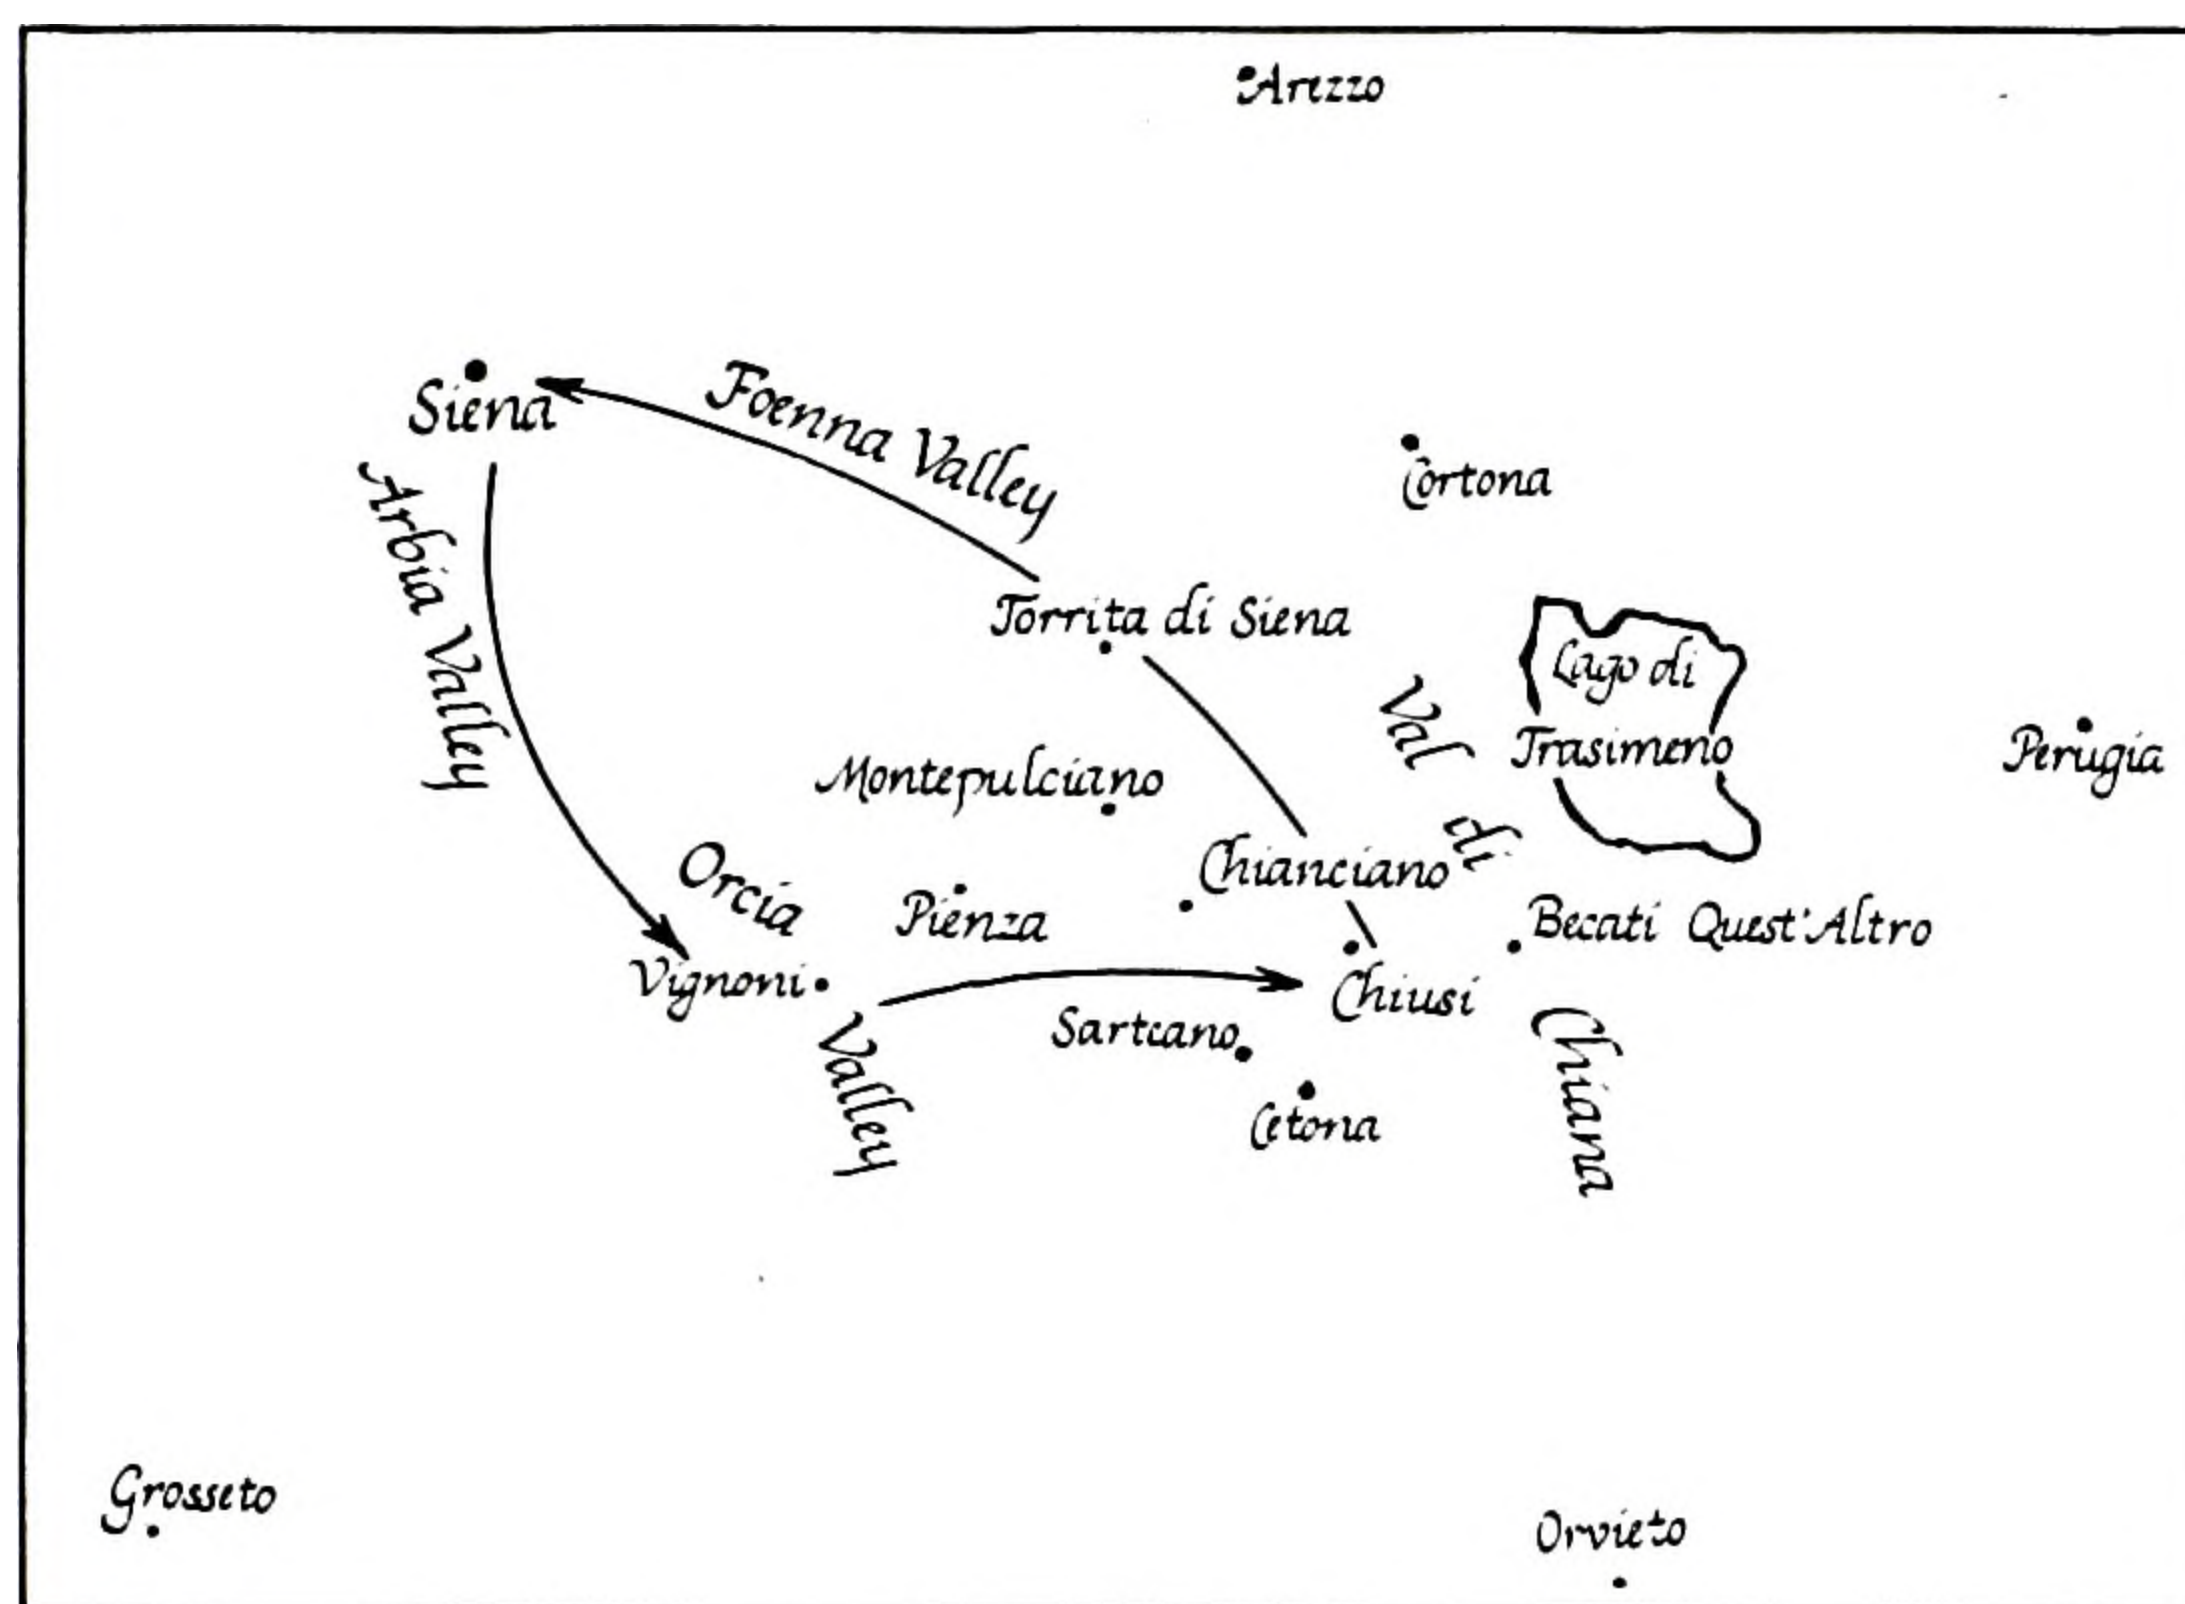 Arezzo
Siena
Foenna Valley
Cortona
Arbia Valley
Torrita di Siena
Lago di
Trasimeno
Perugia
Montepulciano
Val di Chiana
Chianciano
Orcia Valley
Pienza
Becati Quest'Altro
Vignoni
Chiusi
Sarteano
Cetona
Grosseto
Orvieto